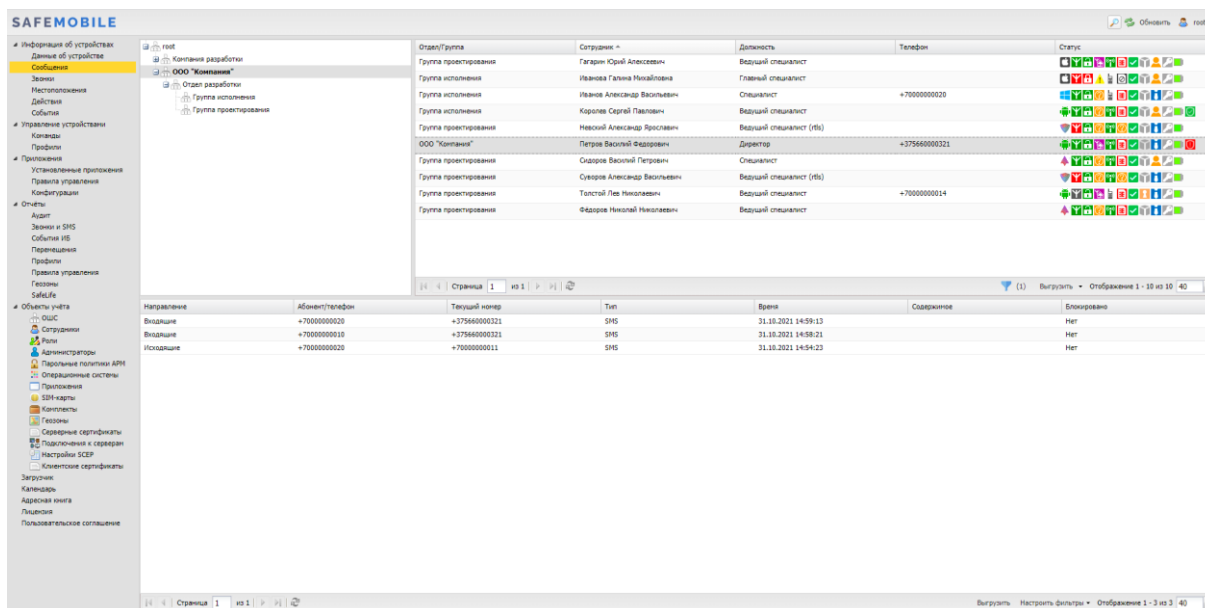 SAFEMOBILE
Обновить root
Информация об устройствах
Данные об устройстве
Сообщения
Звонки
Местоположения
Действия
События
Управление устройствами
Команды
Профили
Приложения
Установленные приложения
Правила управления
Конфигурации
Отчёты
Аудит
Звонки и SMS
События ИБ
Перемещения
Профили
Правила управления
Геозоны
SafeLife
Объекты учёта
ОШС
Сотрудники
Роли
Администраторы
Парольные политики АРМ
Операционные системы
Приложения
SIM-карты
Комплекты
Геозоны
Серверные сертификаты
Подключения к серверам
Настройки SCEP
Клиентские сертификаты
Загрузчик
Календарь
Адресная книга
Лицензия
Пользовательское соглашение
root
Компания разработки
ООО "Компания"
Отдел разработки
Группа исполнения
Группа проектирования
Отдел/Группа Сотрудник Должность Телефон Статус
Группа проектирования Гагарин Юрий Алексеевич Ведущий специалист
Группа исполнения Иванова Галина Михайловна Главный специалист
Группа исполнения Иванов Александр Васильевич Специалист +70000000020
Группа исполнения Королев Сергей Павлович Ведущий специалист
Группа проектирования Невский Александр Ярославич Ведущий специалист (rtls)
ООО "Компания" Петров Василий Федорович Директор +375660000321
Группа проектирования Сидоров Василий Петрович Специалист
Группа проектирования Суворов Александр Васильевич Ведущий специалист (rtls)
Группа проектирования Толстой Лев Николаевич Ведущий специалист +70000000014
Группа проектирования Фёдоров Николай Николаевич Ведущий специалист
Страница 1 из 1 (1) Выгрузить Отображение 1 - 10 из 10 40
Направление Абонент/телефон Текущий номер Тип Время Содержимое Блокировано
Входящие +70000000020 +375660000321 SMS 31.10.2021 14:59:13 Нет
Входящие +70000000010 +375660000321 SMS 31.10.2021 14:58:21 Нет
Исходящие +70000000020 +70000000011 SMS 31.10.2021 14:54:23 Нет
Страница 1 из 1 Выгрузить Настроить фильтры Отображение 1 - 3 из 3 40